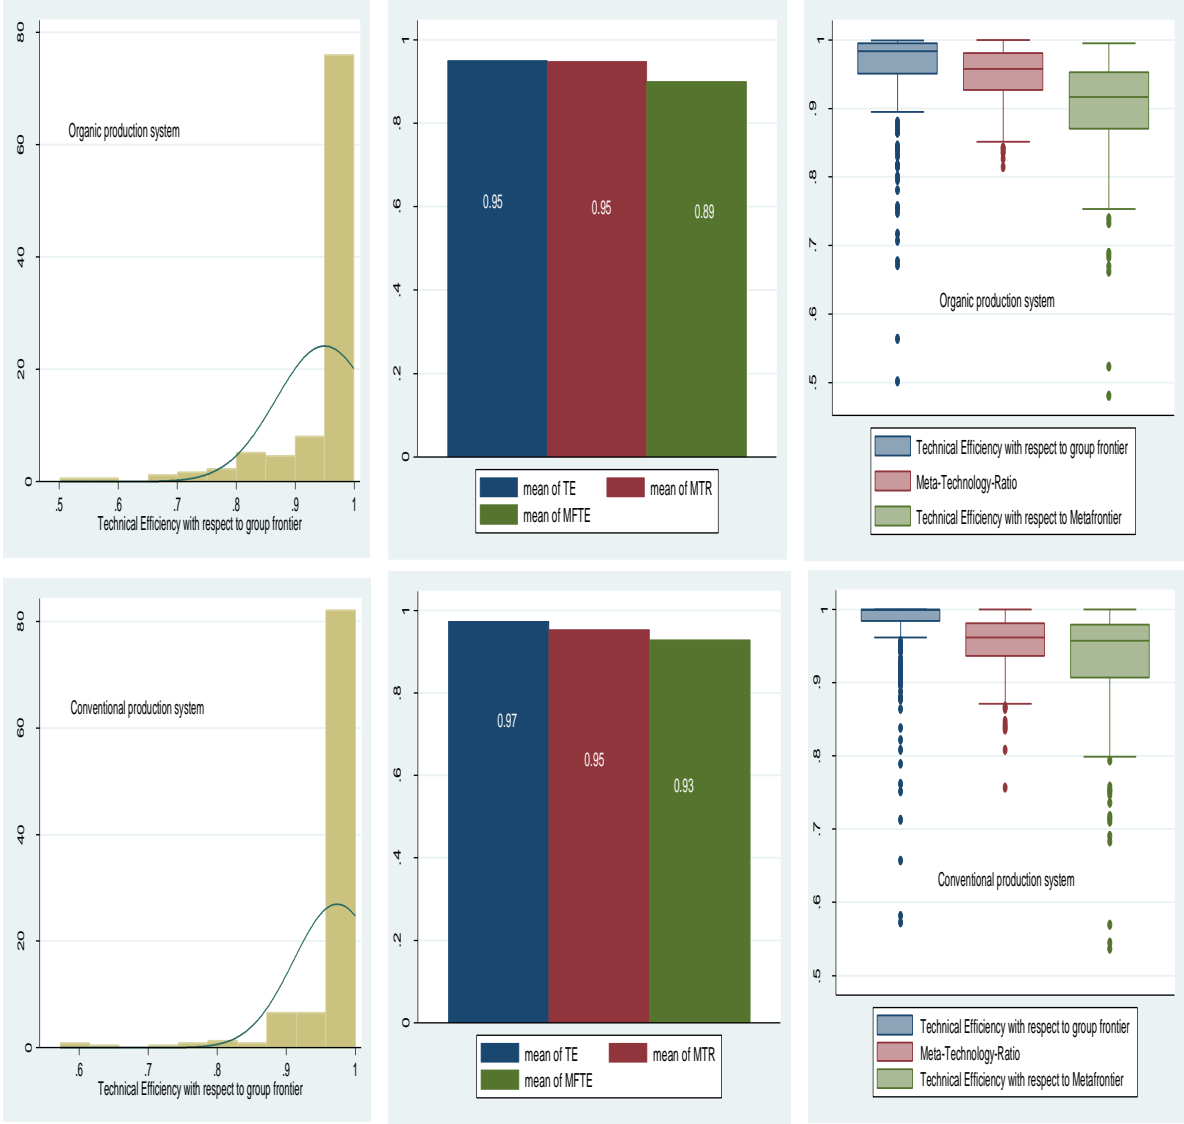 80
60
40
20
0
Organic production system
.5 .6 .7 .8 .9 1
Technical Efficiency with respect to group frontier
1
.8
.6
.4
.2
0
0.95 0.95 0.89
mean of TE mean of MTR
mean of MFTE
1
.9
.8
.7
.6
.5
Organic production system
Technical Efficiency with respect to group frontier
Meta-Technology-Ratio
Technical Efficiency with respect to Metafrontier
80
60
40
20
0
Conventional production system
.6 .7 .8 .9 1
Technical Efficiency with respect to group frontier
1
.8
.6
.4
.2
0
0.97 0.95 0.93
mean of TE mean of MTR
mean of MFTE
1
.9
.8
.7
.6
.5
Conventional production system
Technical Efficiency with respect to group frontier
Meta-Technology-Ratio
Technical Efficiency with respect to Metafrontier